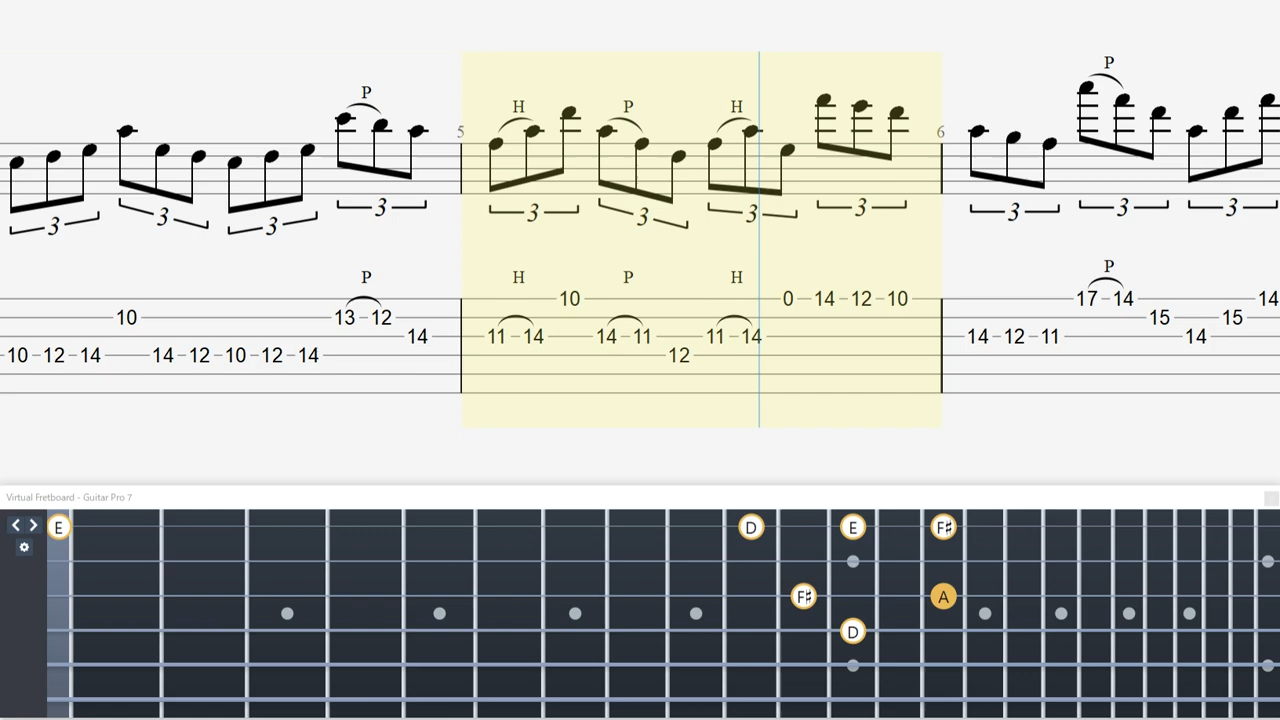 P
H P H P
5 6
3 3 3 3 3 3 3 3 3 3 3
P H P H P
10 0 14 12 10 17 14 14
10 13 12 15 15
14 11 14 14 11 11 14 14 12 11 14
10 12 14 14 12 10 12 14 12
Virtual Fretboard - Guitar Pro 7
E D E F#
F# A
D